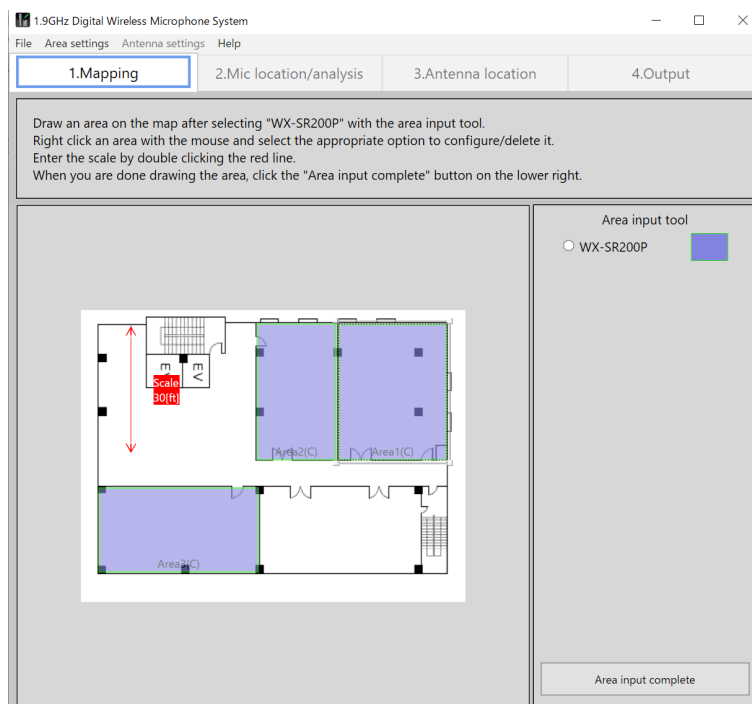 1.9GHz Digital Wireless Microphone System
File Area settings Antenna settings Help
1.Mapping 2.Mic location/analysis 3.Antenna location 4.Output
Draw an area on the map after selecting "WX-SR200P" with the area input tool.
Right click an area with the mouse and select the appropriate option to configure/delete it.
Enter the scale by double clicking the red line.
When you are done drawing the area, click the "Area input complete" button on the lower right.
Area input tool
WX-SR200P
EV
EV
Scale
30[ft]
Area2(C) Area1(C)
Area3(C)
Area input complete